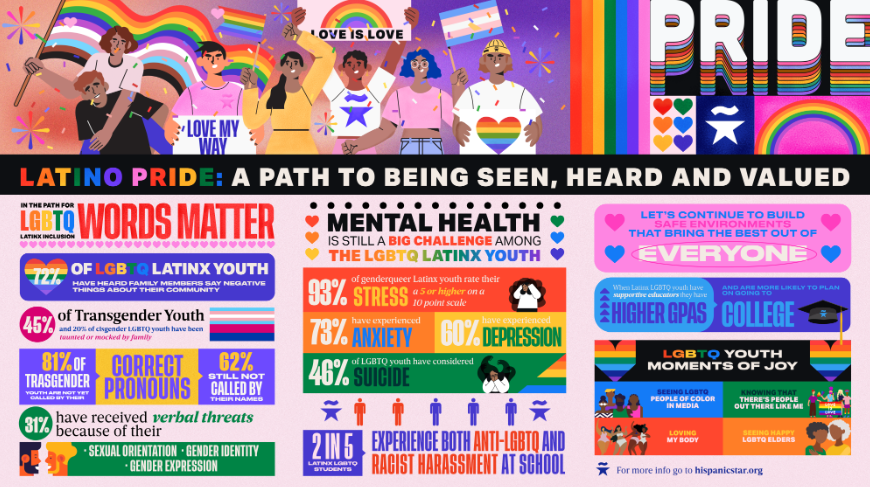 LOVE IS LOVE
LOVE MY
WAY
PRIDE
LATINO PRIDE: A PATH TO BEING SEEN, HEARD AND VALUED
IN THE PATH FOR
LGBTQ
LATINX INCLUSION
WORDS MATTER
72% OF LGBTQ LATINX YOUTH
HAVE HEARD FAMILY MEMBERS SAY NEGATIVE
THINGS ABOUT THEIR COMMUNITY
45% of Transgender Youth
and 20% of cisgender LGBTQ youth have been
taunted or mocked by family
81% OF
TRASGENDER
YOUTH ARE NOT YET
CALLED BY THEIR
CORRECT
PRONOUNS
62%
STILL NOT
CALLED BY
THEIR NAMES
31% have received verbal threats
because of their
· SEXUAL ORIENTATION · GENDER IDENTITY
· GENDER EXPRESSION
MENTAL HEALTH
IS STILL A BIG CHALLENGE AMONG
THE LGBTQ LATINX YOUTH
93% of genderqueer Latinx youth rate their
STRESS a 5 or higher on a
10 point scale
73% have experienced
ANXIETY
60% have experienced
DEPRESSION
46% of LGBTQ youth have considered
SUICIDE
2 IN 5
LATINX LGBTQ
STUDENTS
EXPERIENCE BOTH ANTI-LGBTQ AND
RACIST HARASSMENT AT SCHOOL
LET'S CONTINUE TO BUILD
SAFE ENVIRONMENTS
THAT BRING THE BEST OUT OF
EVERYONE
When Latinx LGBTQ youth have
supportive educators they have
HIGHER GPAS
AND ARE MORE LIKELY TO PLAN
ON GOING TO
COLLEGE
LGBTQ YOUTH
MOMENTS OF JOY
SEEING LGBTQ
PEOPLE OF COLOR
IN MEDIA
KNOWING THAT
THERE'S PEOPLE
OUT THERE LIKE ME
LOVING
MY BODY
SEEING HAPPY
LGBTQ ELDERS
For more info go to hispanicstar.org